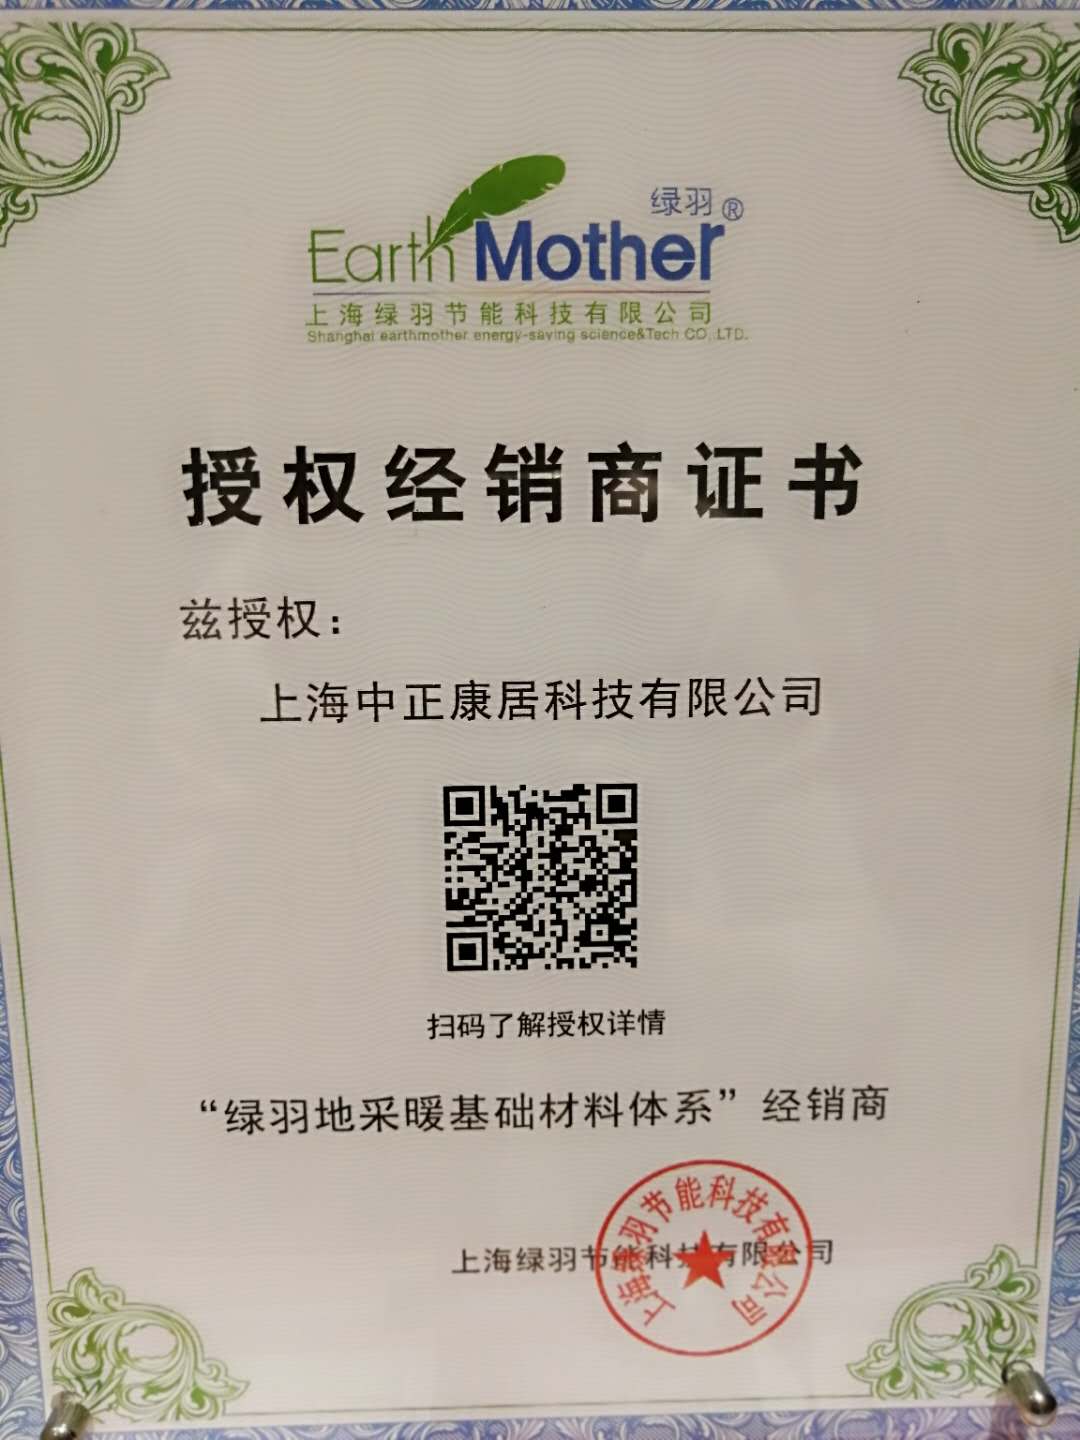 绿羽®
Earth Mother
上海绿羽节能科技有限公司
Shanghai earthmother energy-saving science&Tech CO.,LTD.
授权经销商证书
兹授权：
上海中正康居科技有限公司
扫码了解授权详情
“绿羽地采暖基础材料体系”经销商
上海绿羽节能科技有限公司
上海绿羽节能科技有限公司